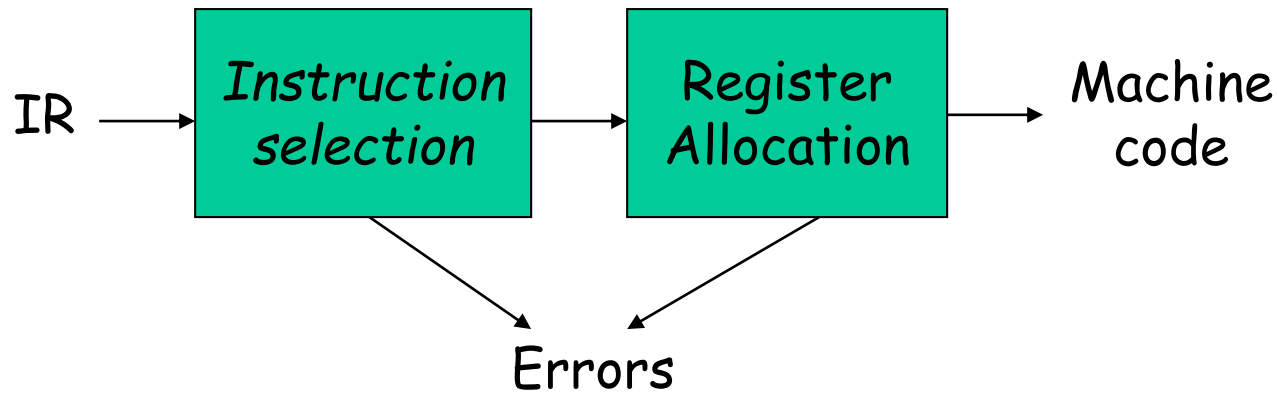 IR
Instruction
selection
Register
Allocation
Machine
code
Errors